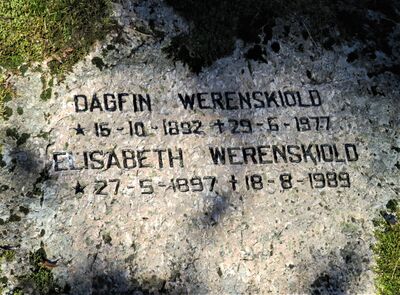 DAGFIN WERENSKIOLD
★ 16-10-1892 ✝ 29-6-1977
ELISABETH WERENSKIOLD
★ 27-5-1897 ✝ 18-8-1989